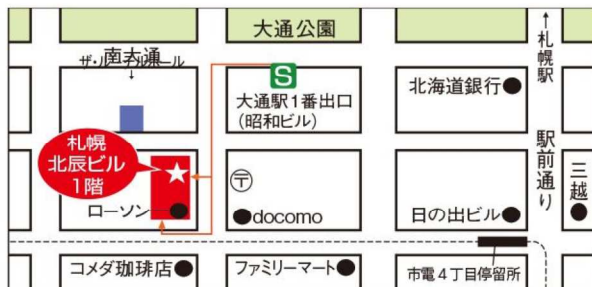 大通公園
↑札幌駅
南大通
S
大通駅1番出口
(昭和ビル)
北海道銀行
駅前通り
札幌
北辰ビル
1階
〒
三越
ローソン
docomo
日の出ビル
コメダ珈琲店
ファミリーマート
市電4丁目停留所